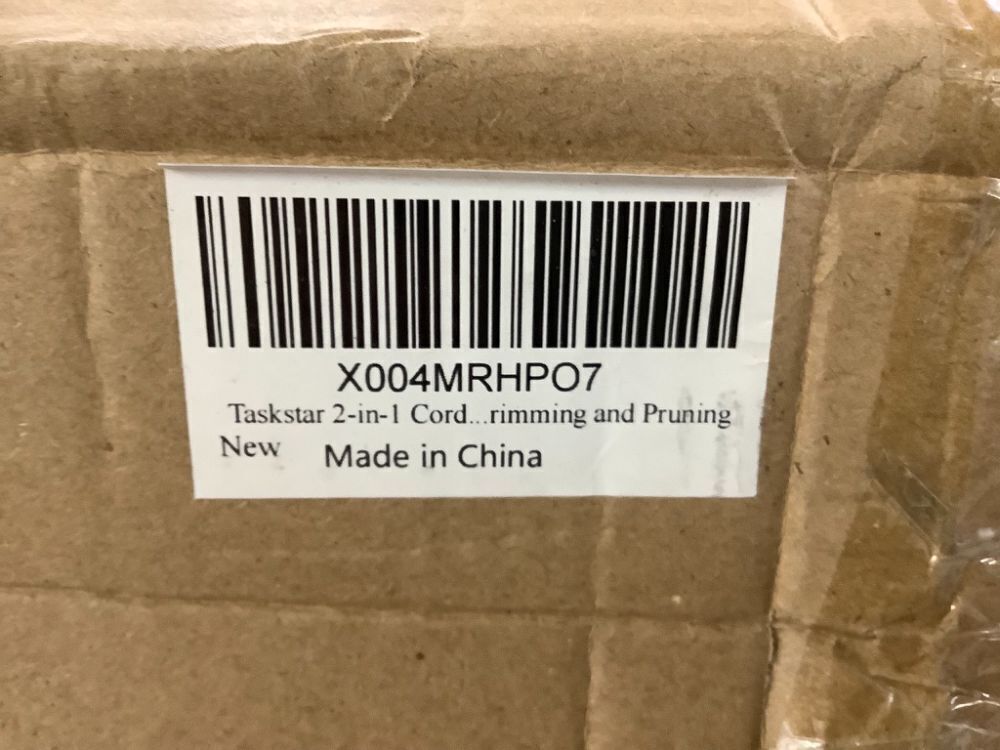 X004MRHPO7
Taskstar 2-in-1 Cord...rimming and Pruning
New
Made in China